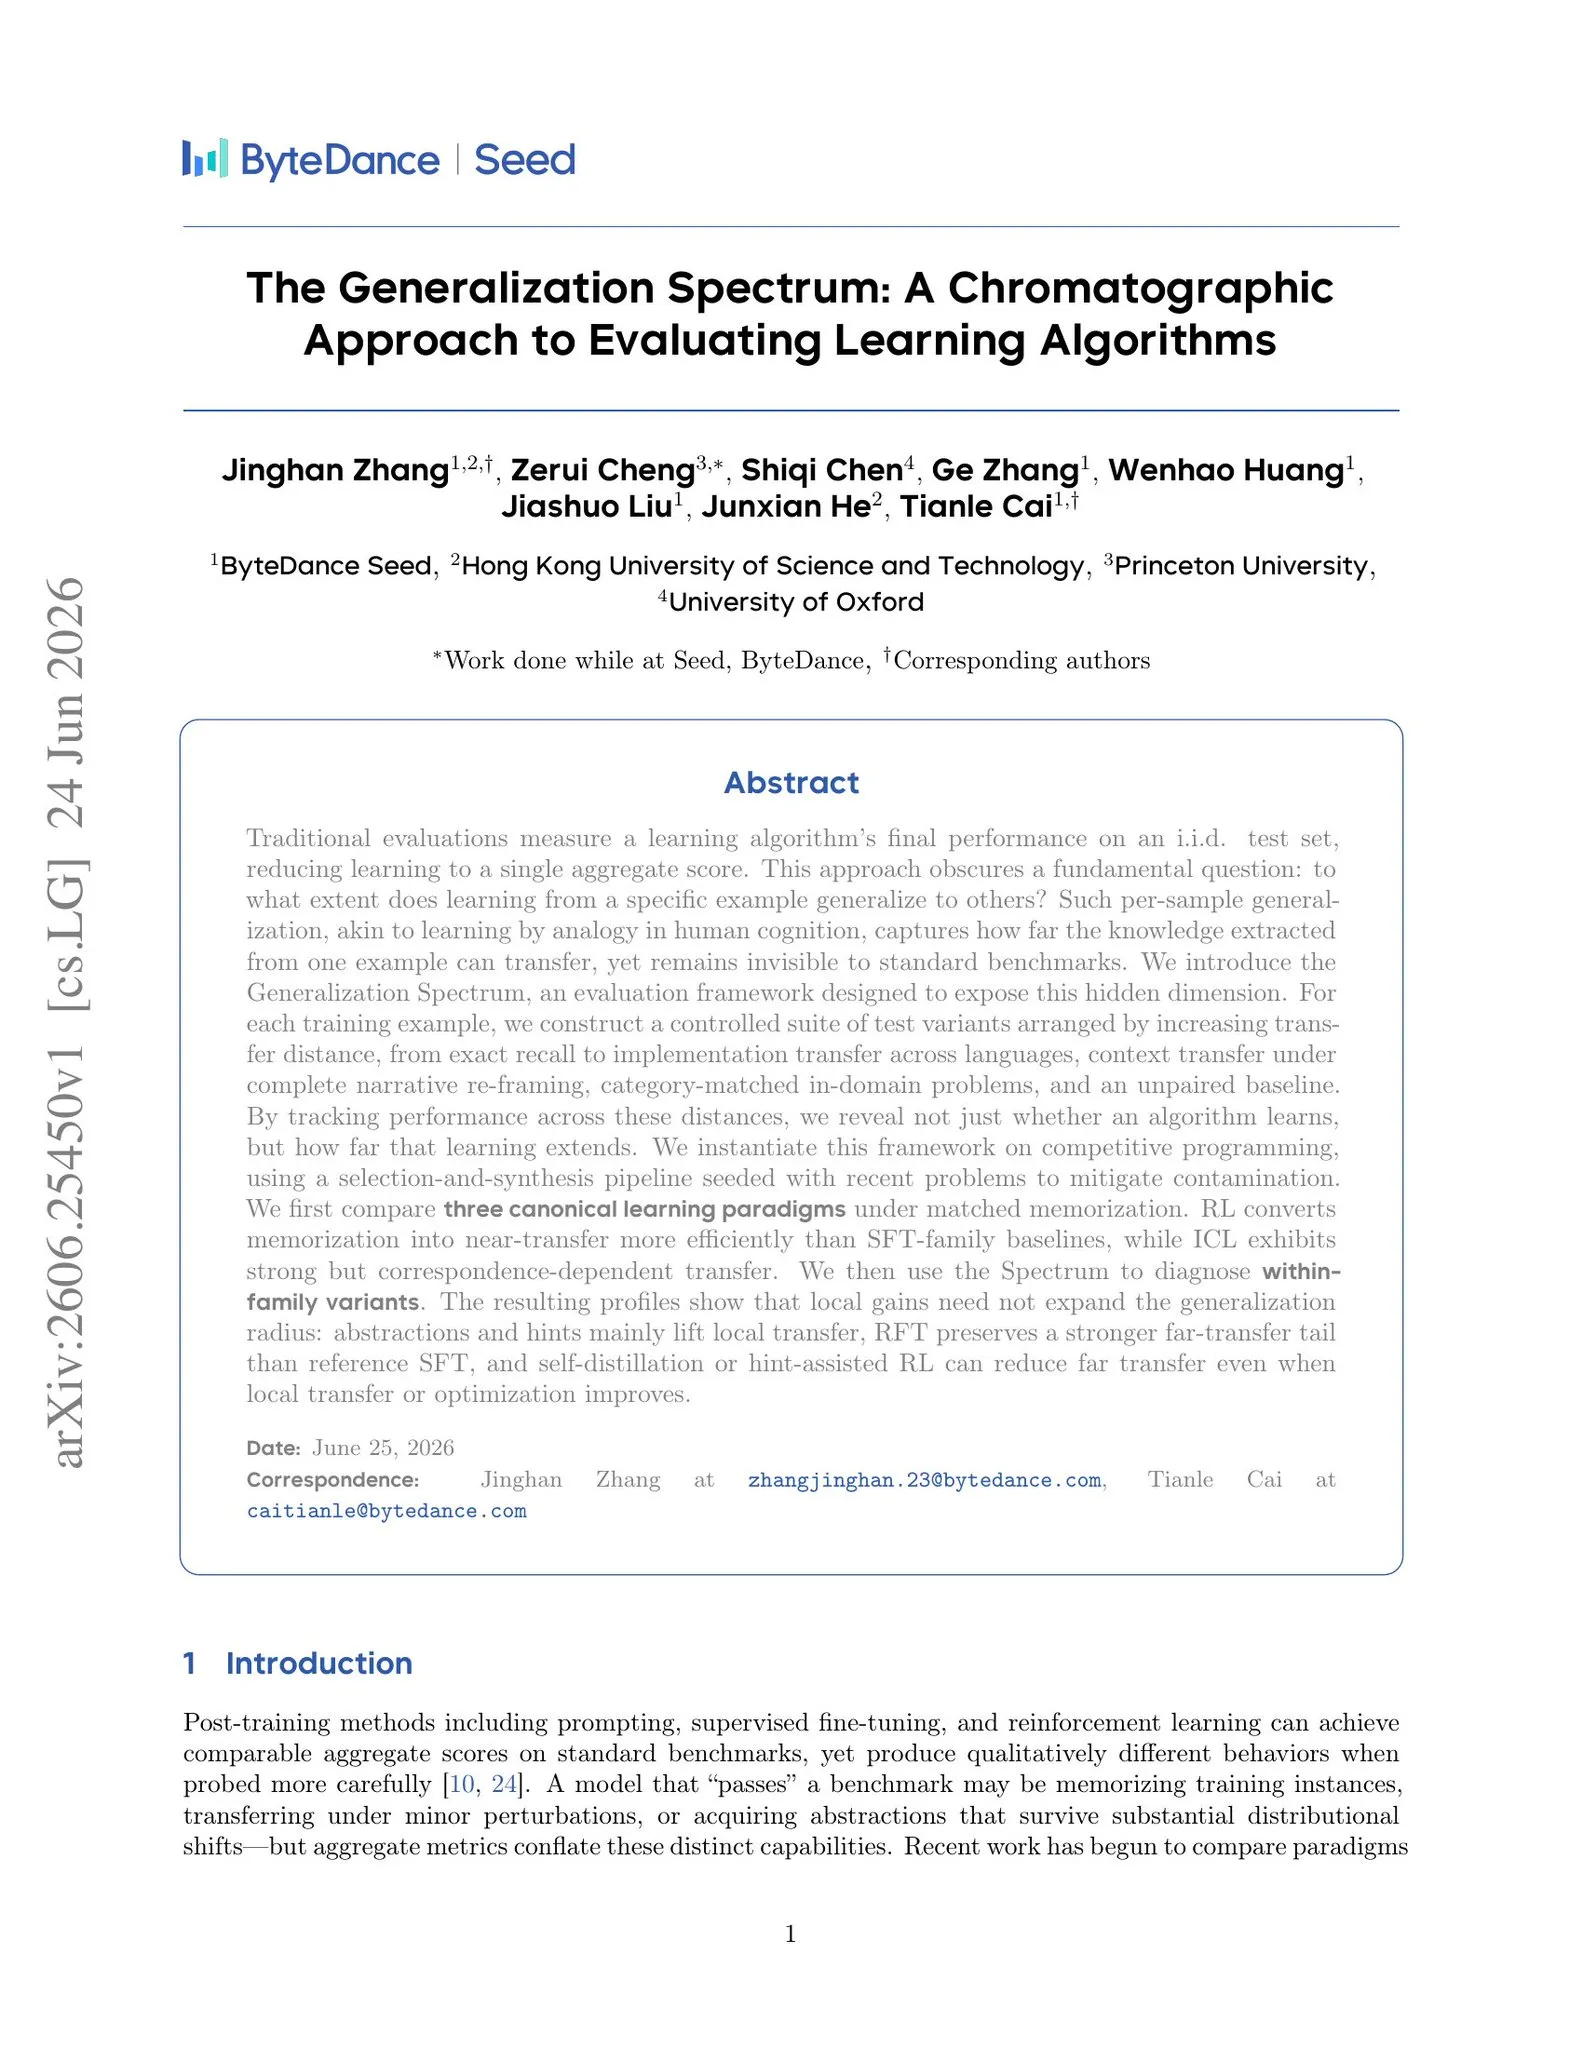 ByteDance | Seed
The Generalization Spectrum: A Chromatographic
Approach to Evaluating Learning Algorithms
Jinghan Zhang1,2,†, Zerui Cheng3,*, Shiqi Chen4, Ge Zhang1, Wenhao Huang1,
Jiashuo Liu1, Junxian He2, Tianle Cai1,†
1ByteDance Seed, 2Hong Kong University of Science and Technology, 3Princeton University,
4University of Oxford
*Work done while at Seed, ByteDance, †Corresponding authors
arXiv:2606.25450v1 [cs.LG] 24 Jun 2026
Abstract
Traditional evaluations measure a learning algorithm's final performance on an i.i.d. test set,
reducing learning to a single aggregate score. This approach obscures a fundamental question: to
what extent does learning from a specific example generalize to others? Such per-sample general-
ization, akin to learning by analogy in human cognition, captures how far the knowledge extracted
from one example can transfer, yet remains invisible to standard benchmarks. We introduce the
Generalization Spectrum, an evaluation framework designed to expose this hidden dimension. For
each training example, we construct a controlled suite of test variants arranged by increasing trans-
fer distance, from exact recall to implementation transfer across languages, context transfer under
complete narrative re-framing, category-matched in-domain problems, and an unpaired baseline.
By tracking performance across these distances, we reveal not just whether an algorithm learns,
but how far that learning extends. We instantiate this framework on competitive programming,
using a selection-and-synthesis pipeline seeded with recent problems to mitigate contamination.
We first compare three canonical learning paradigms under matched memorization. RL converts
memorization into near-transfer more efficiently than SFT-family baselines, while ICL exhibits
strong but correspondence-dependent transfer. We then use the Spectrum to diagnose within-
family variants. The resulting profiles show that local gains need not expand the generalization
radius: abstractions and hints mainly lift local transfer, RFT preserves a stronger far-transfer tail
than reference SFT, and self-distillation or hint-assisted RL can reduce far transfer even when
local transfer or optimization improves.
Date: June 25, 2026
Correspondence: Jinghan Zhang at zhangjinghan.23@bytedance.com, Tianle Cai at
caitianle@bytedance.com
1 Introduction
Post-training methods including prompting, supervised fine-tuning, and reinforcement learning can achieve
comparable aggregate scores on standard benchmarks, yet produce qualitatively different behaviors when
probed more carefully [10, 24]. A model that “passes” a benchmark may be memorizing training instances,
transferring under minor perturbations, or acquiring abstractions that survive substantial distributional
shifts—but aggregate metrics conflate these distinct capabilities. Recent work has begun to compare paradigms
1